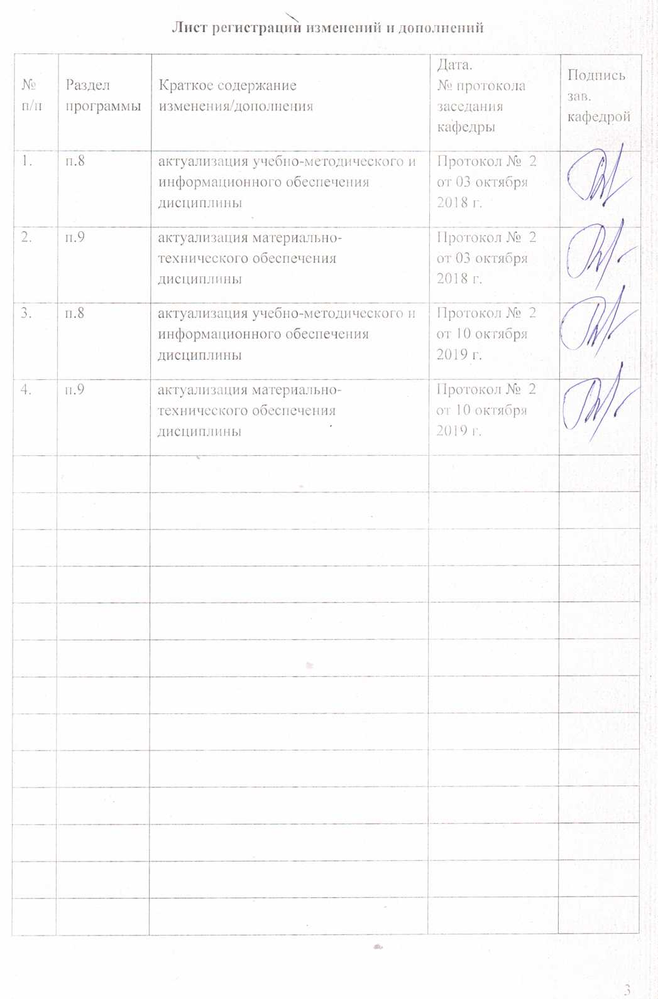 Лист регистраций изменений и дополнений
№
п/п
Раздел
программы
Краткое содержание
изменения/дополнения
Дата.
№ протокола
заседания
кафедры
Подпись
зав.
кафедрой
1.
п.8
актуализация учебно-методического и
информационного обеспечения
дисциплины
Протокол № 2
от 03 октября
2018 г.
2.
п.9
актуализация материально-
технического обеспечения
дисциплины
Протокол № 2
от 03 октября
2018 г.
3.
п.8
актуализация учебно-методического и
информационного обеспечения
дисциплины
Протокол № 2
от 10 октября
2019 г.
4.
п.9
актуализация материально-
технического обеспечения
дисциплины
Протокол № 2
от 10 октября
2019 г.
3